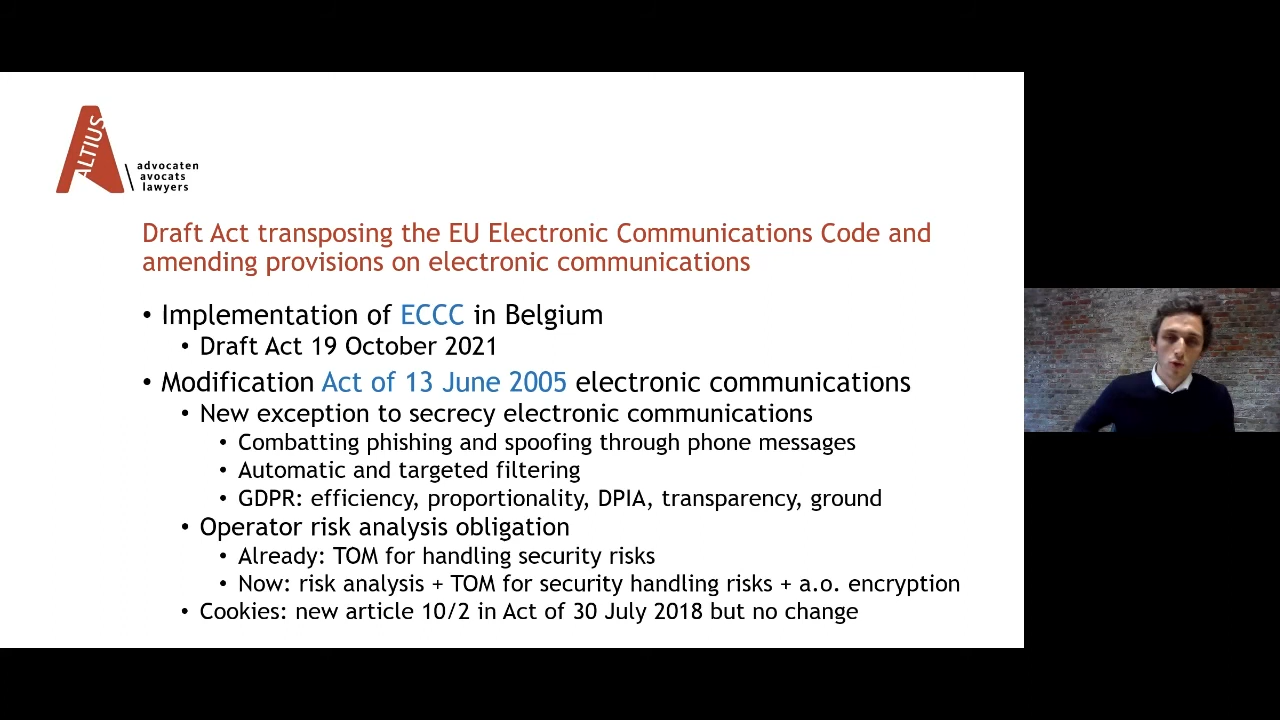 ALTIUS
advocaten
avocats
lawyers
Draft Act transposing the EU Electronic Communications Code and
amending provisions on electronic communications
• Implementation of ECCC in Belgium
• Draft Act 19 October 2021
• Modification Act of 13 June 2005 electronic communications
• New exception to secrecy electronic communications
• Combatting phishing and spoofing through phone messages
• Automatic and targeted filtering
• GDPR: efficiency, proportionality, DPIA, transparency, ground
• Operator risk analysis obligation
• Already: TOM for handling security risks
• Now: risk analysis + TOM for security handling risks + a.o. encryption
• Cookies: new article 10/2 in Act of 30 July 2018 but no change